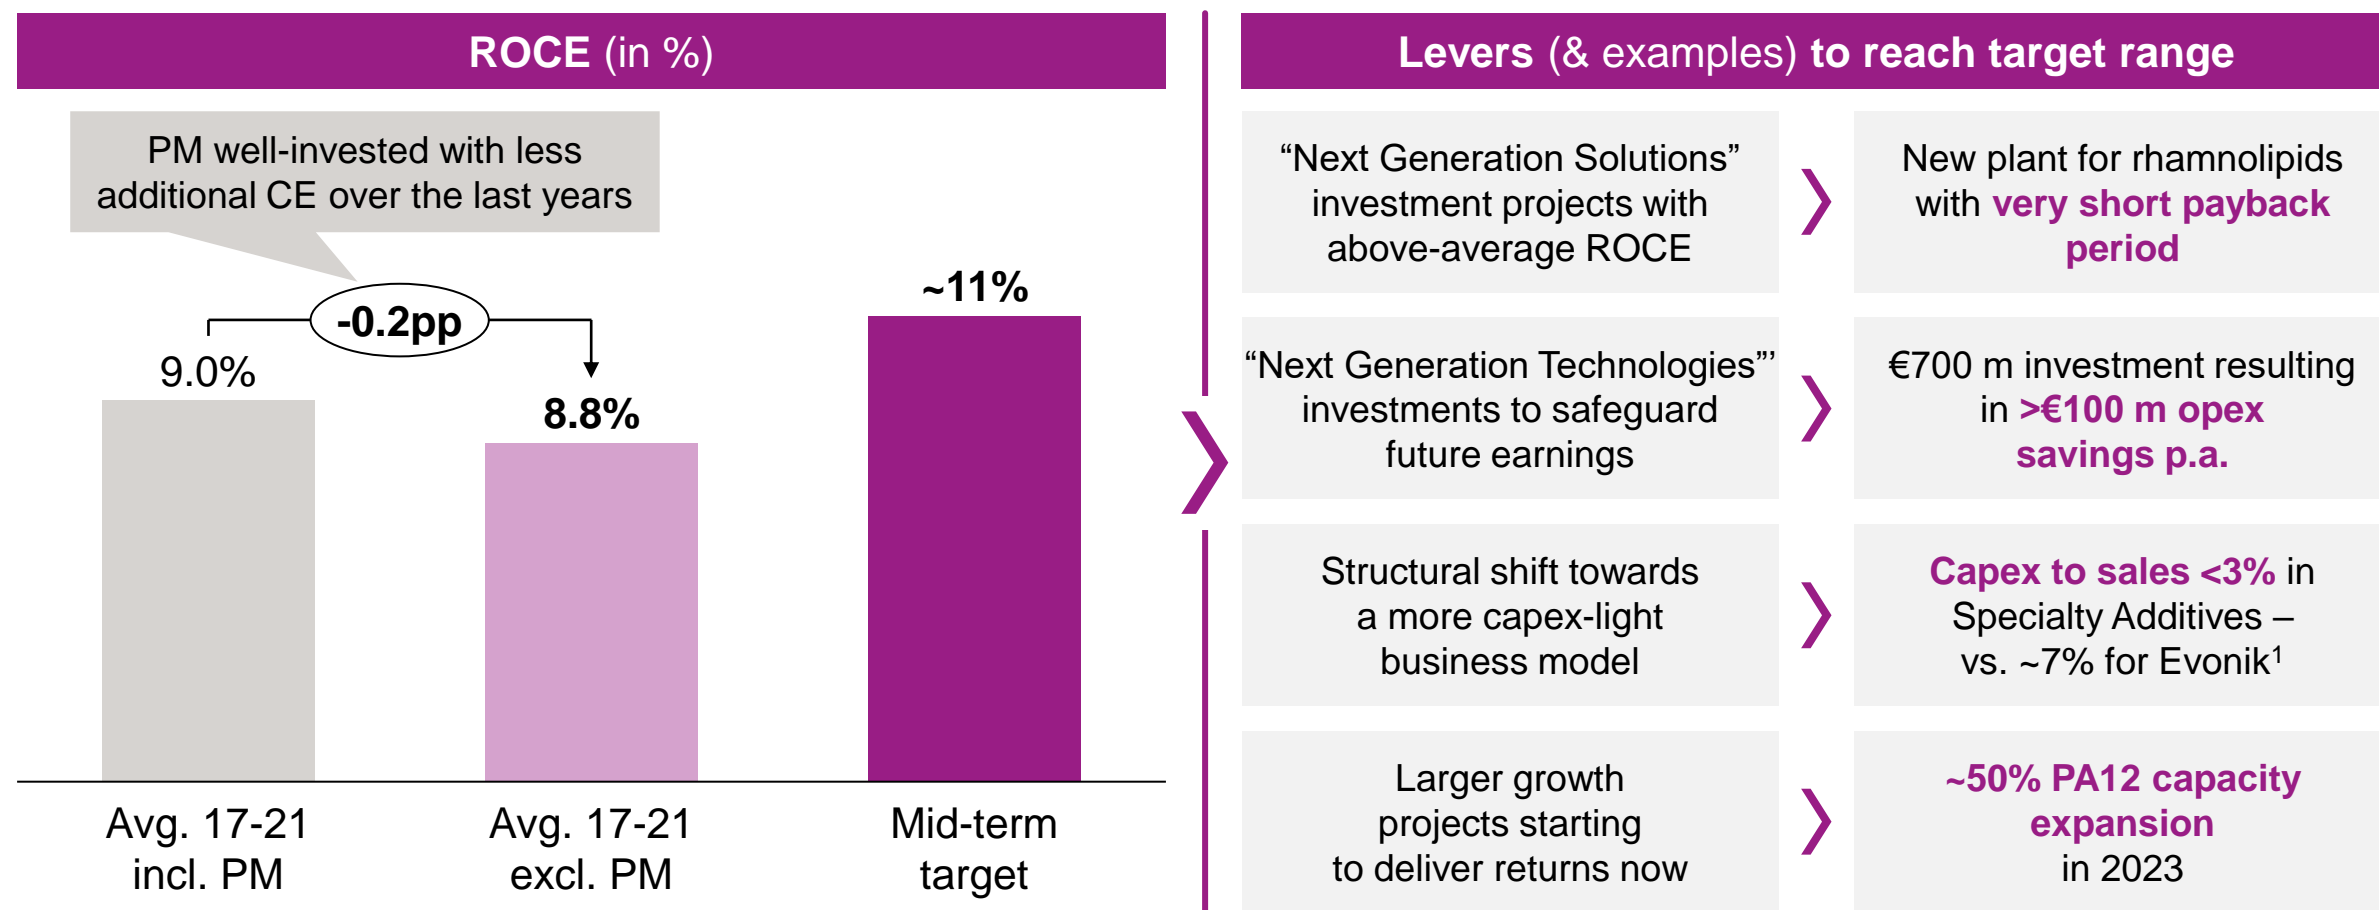 ROCE (in %)
PM well-invested with less
additional CE over the last years
-0.2pp
9.0%
8.8%
~11%
Avg. 17-21
incl. PM
Avg. 17-21
excl. PM
Mid-term
target
Levers (& examples) to reach target range
“Next Generation Solutions”
investment projects with
above-average ROCE
New plant for rhamnolipids
with very short payback
period
“Next Generation Technologies”’
investments to safeguard
future earnings
€700 m investment resulting
in >€100 m opex
savings p.a.
Structural shift towards
a more capex-light
business model
Capex to sales <3% in
Specialty Additives –
vs. ~7% for Evonik¹
Larger growth
projects starting
to deliver returns now
~50% PA12 capacity
expansion
in 2023